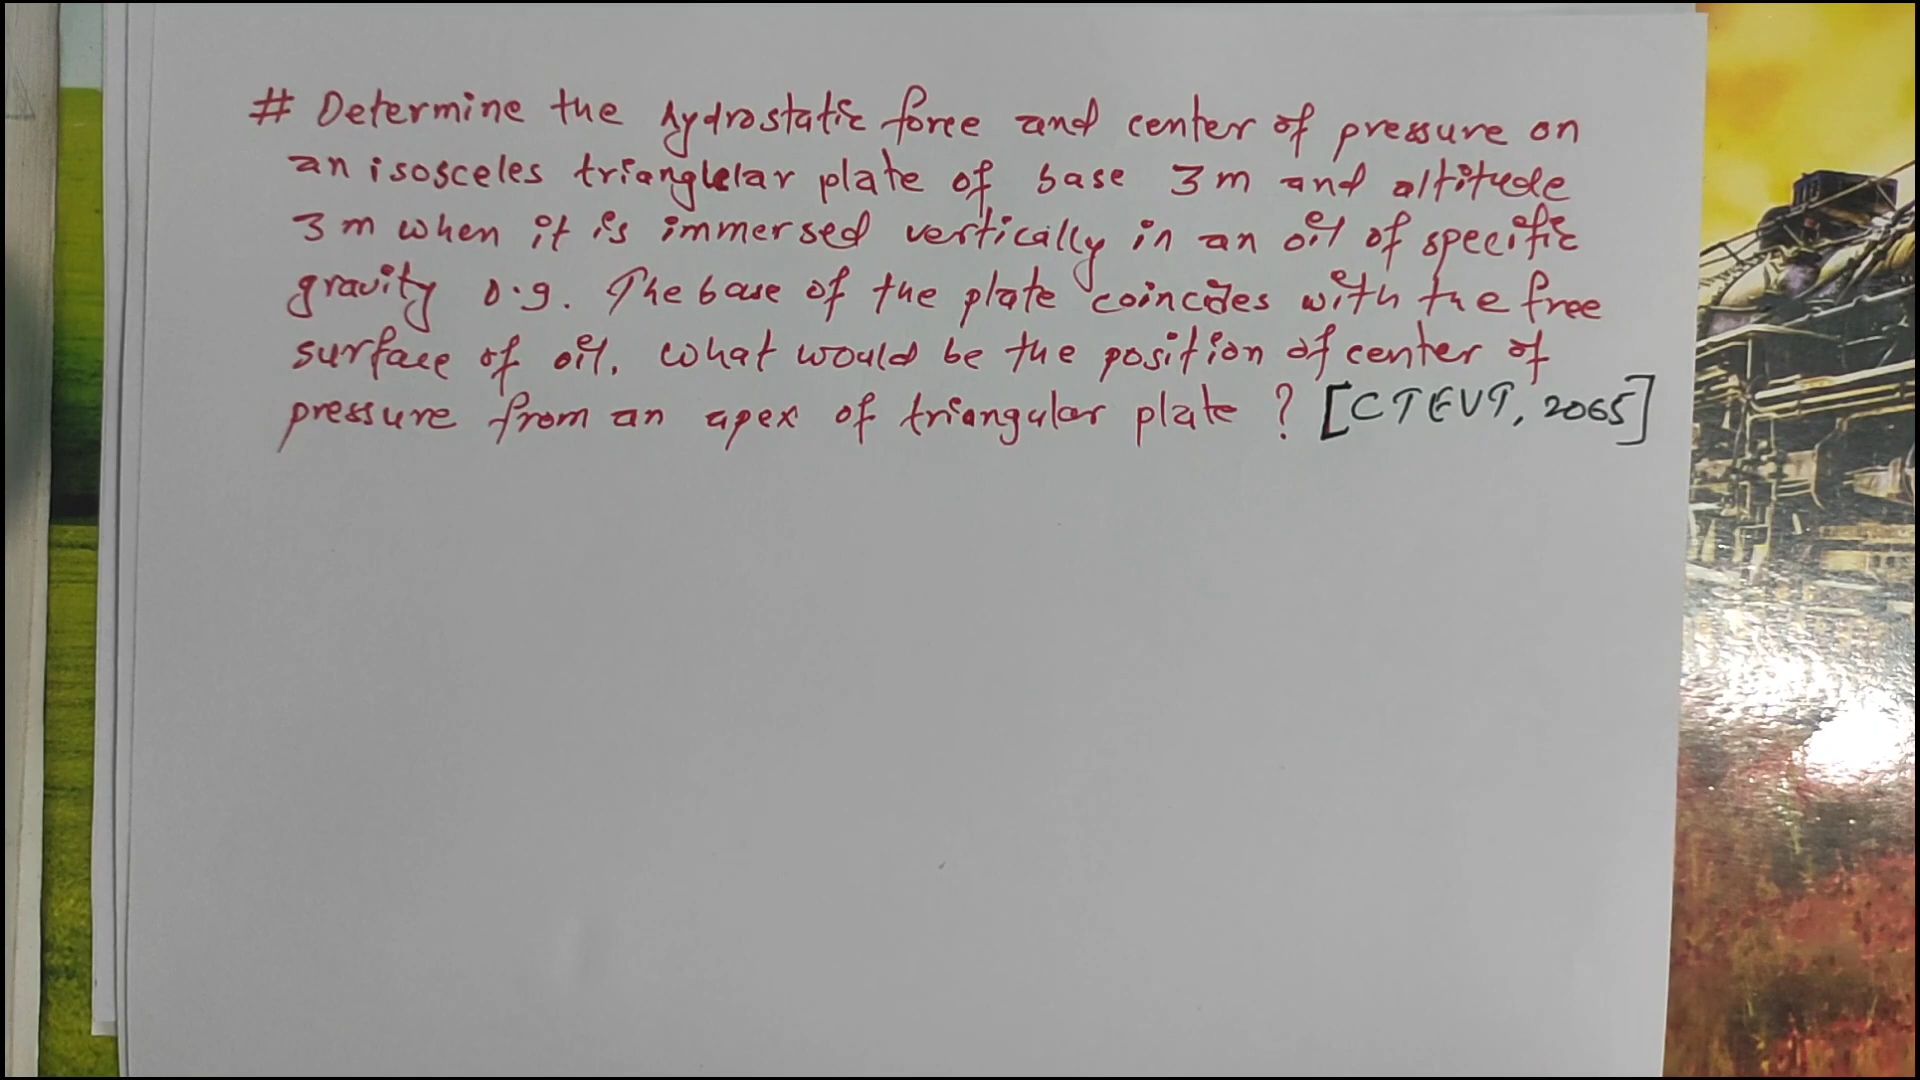 # Determine the hydrostatic force and center of pressure on
an isosceles trianglelar plate of base 3m and altitude
3 m when it is immersed vertically in an oil of specific
gravity 0.9. The base of the plate coincides with the free
surface of oil. What would be the position of center of
pressure from an apex of triangular plate ? [CTEVT, 2065]